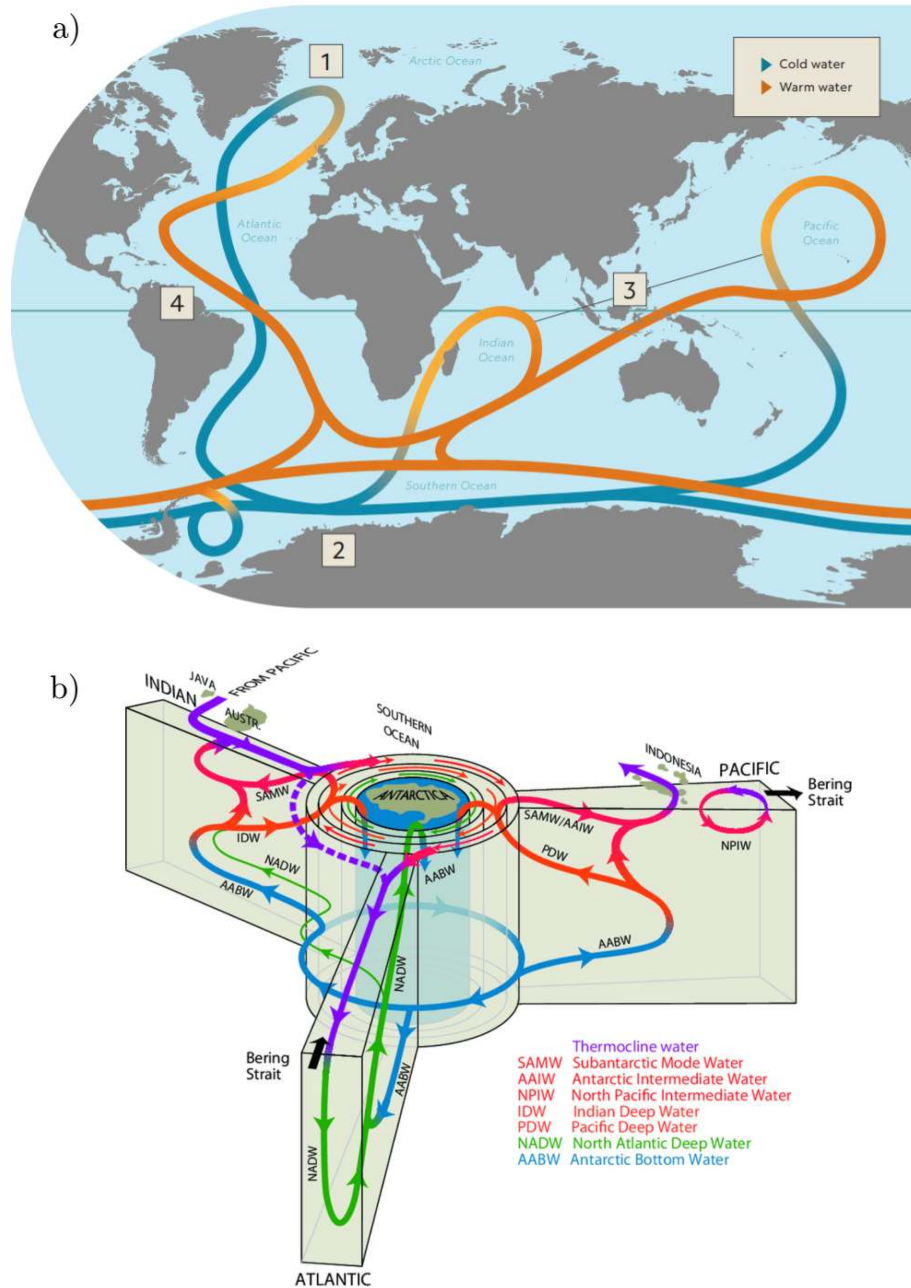 a)
1
Arctic Ocean
Cold water
Warm water
Atlantic
Ocean
Pacific
Ocean
4
3
Indian
Ocean
Southern Ocean
2
b)
JAVA
FROM PACIFIC
INDIAN
AUSTR.
SOUTHERN
OCEAN
INDONESIA
PACIFIC
Bering
Strait
ANTARCTICA
SAMW
SAMW/AAIW
NPIW
IDW
PDW
NADW
AABW
AABW
AABW
NADW
Bering
Strait
AABW
NADW
ATLANTIC
Thermocline water
SAMW Subantarctic Mode Water
AAIW Antarctic Intermediate Water
NPIW North Pacific Intermediate Water
IDW Indian Deep Water
PDW Pacific Deep Water
NADW North Atlantic Deep Water
AABW Antarctic Bottom Water